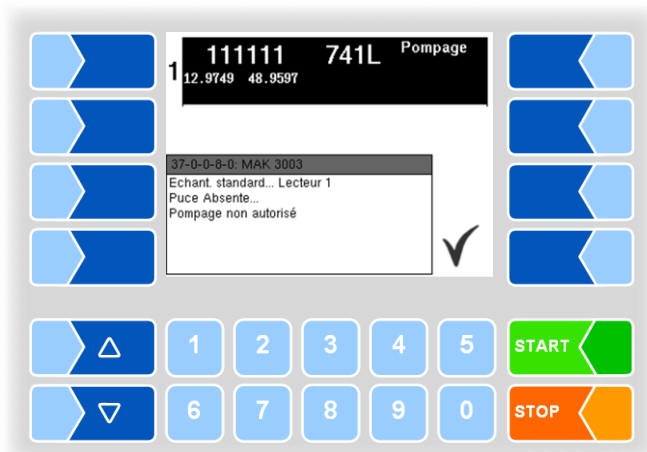 1 111111 741L Pompage
12.9749 48.9597
37-0-0-8-0: MAK 3003
Echant. standard... Lecteur 1
Puce Absente...
Pompage non autorisé
1 2 3 4 5 START
6 7 8 9 0 STOP